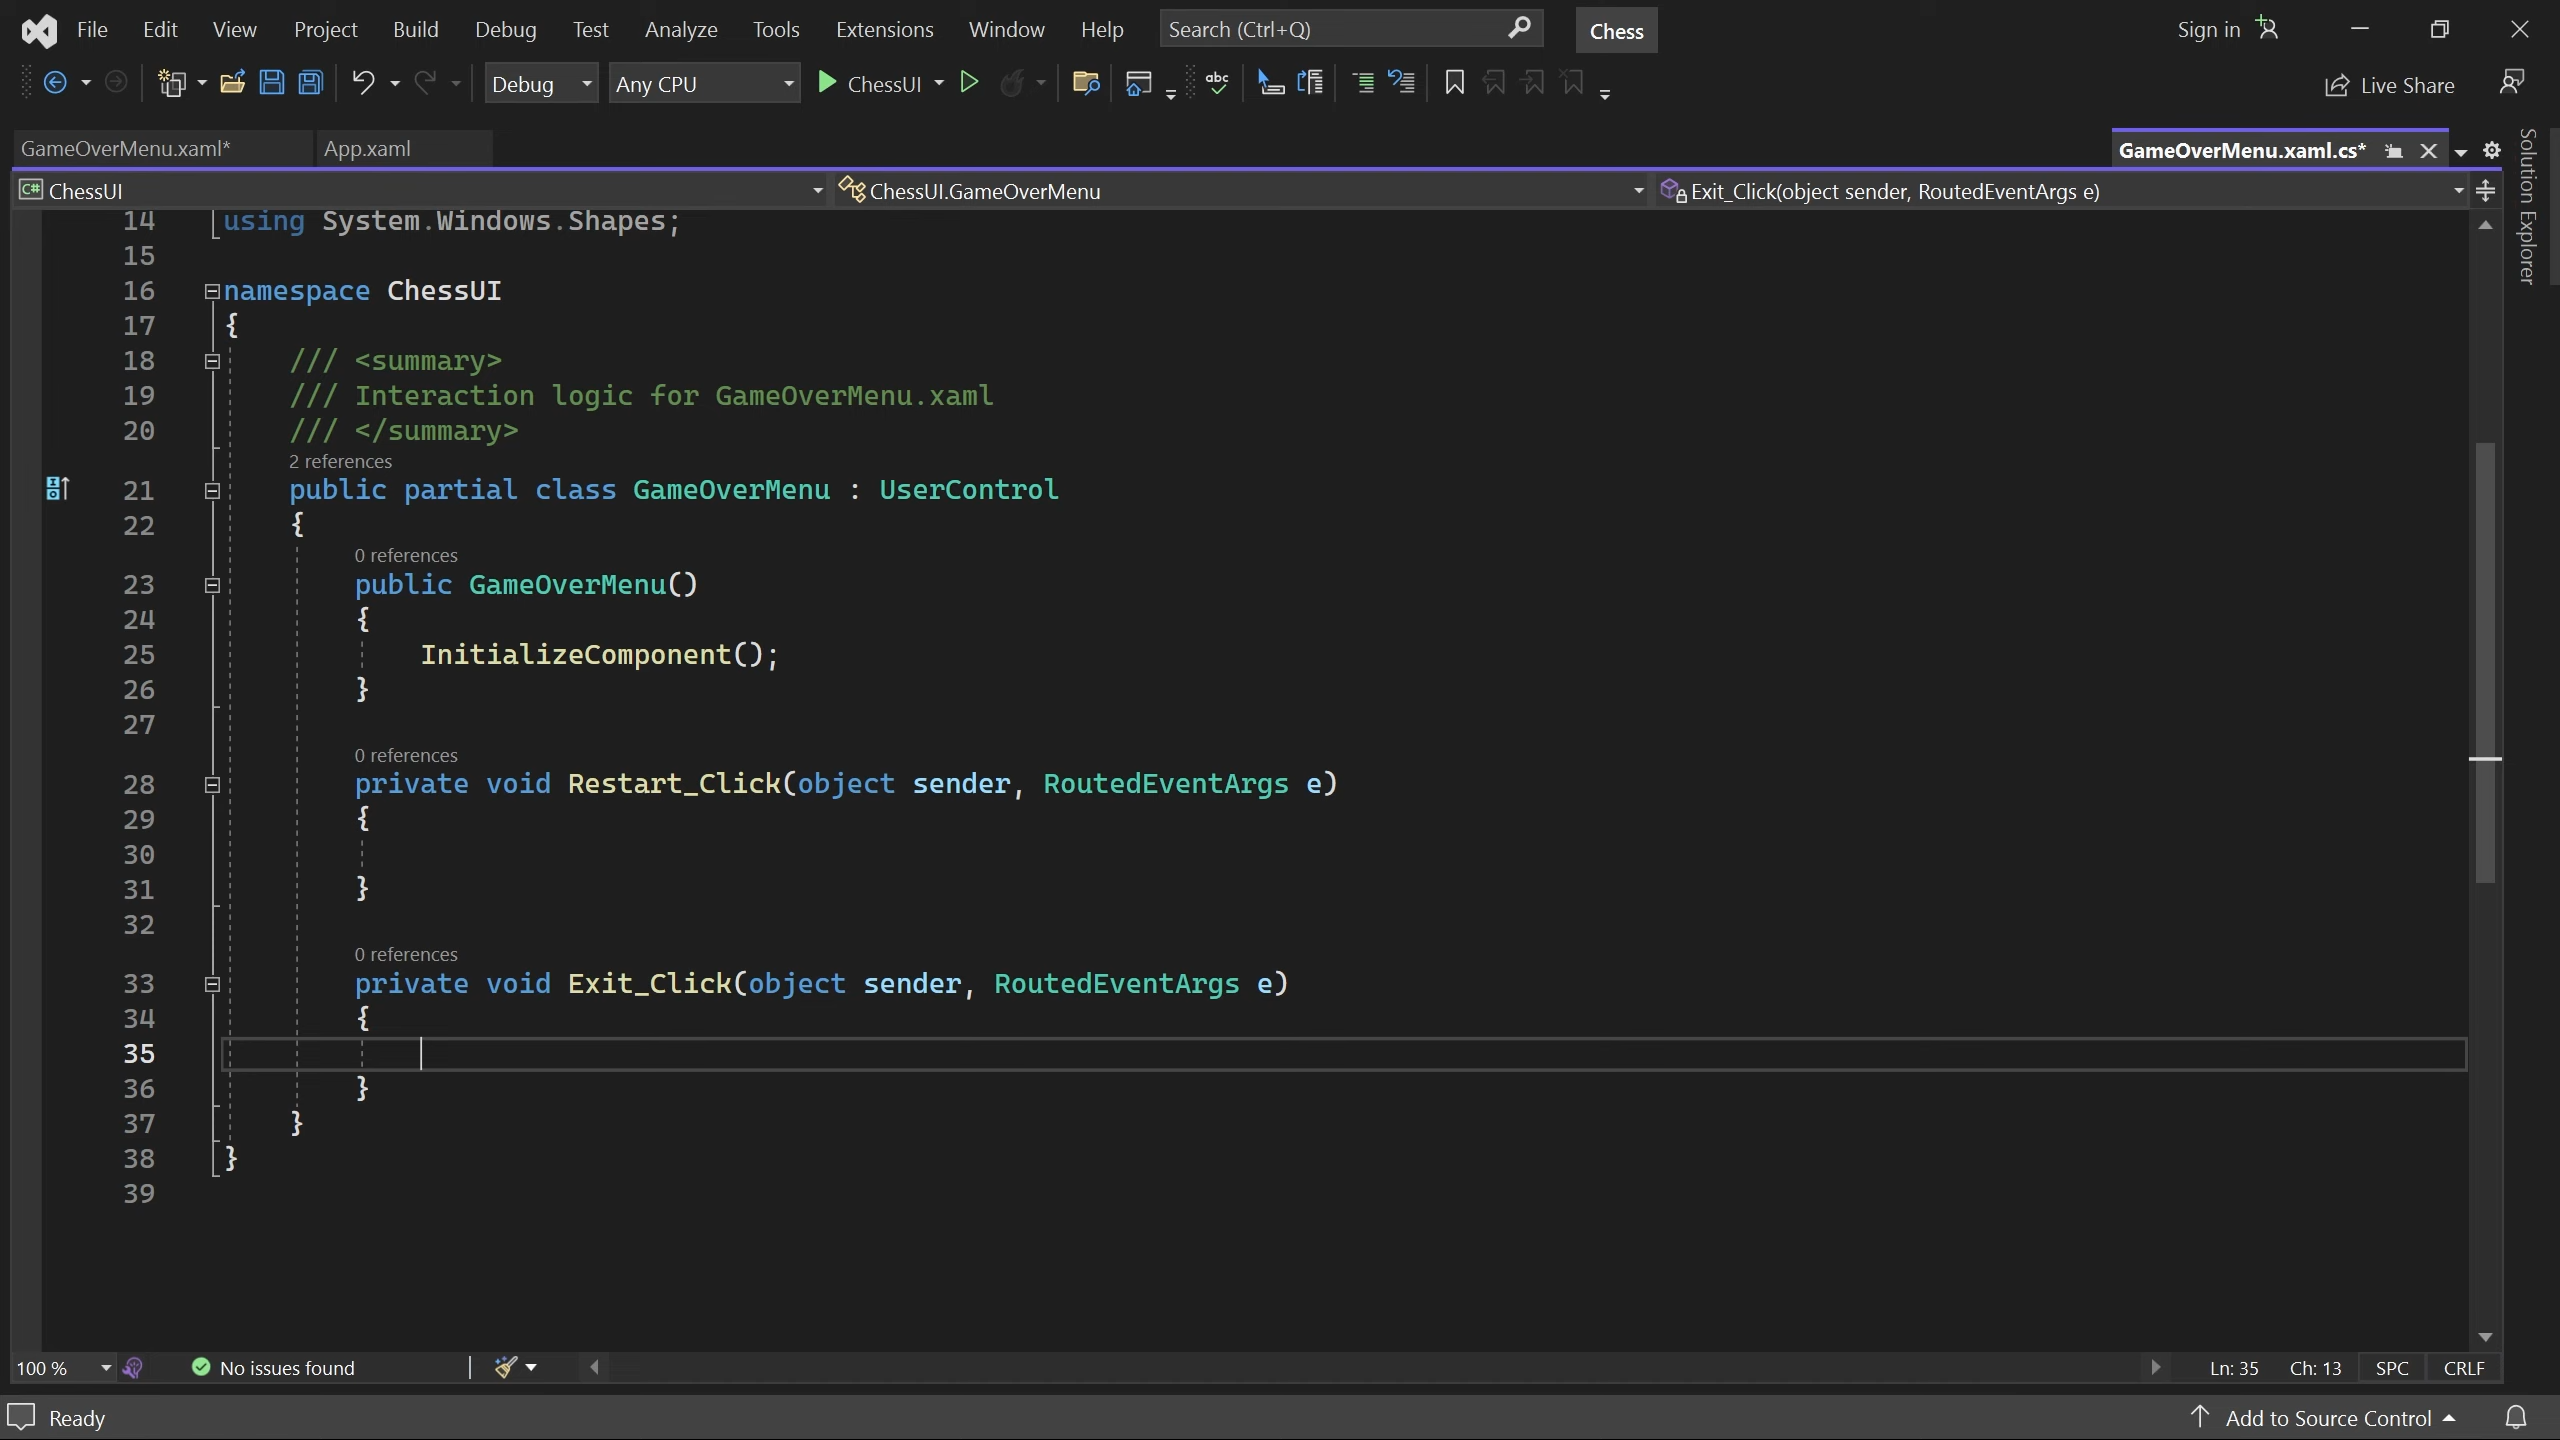 File Edit View Project Build Debug Test Analyze Tools Extensions Window Help Search (Ctrl+Q) Chess Sign in
Debug Any CPU ChessUI abc Live Share
GameOverMenu.xaml* App.xaml GameOverMenu.xaml.cs*
Solution Explorer
C# ChessUI ChessUI.GameOverMenu Exit_Click(object sender, RoutedEventArgs e)
14 using System.Windows.Shapes;
15
16 namespace ChessUI
17 {
18 /// <summary>
19 /// Interaction logic for GameOverMenu.xaml
20 /// </summary>
2 references
21 public partial class GameOverMenu : UserControl
22 {
0 references
23 public GameOverMenu()
24 {
25 InitializeComponent();
26 }
27
0 references
28 private void Restart_Click(object sender, RoutedEventArgs e)
29 {
30
31 }
32
0 references
33 private void Exit_Click(object sender, RoutedEventArgs e)
34 {
35
36 }
37 }
38 }
39
100 % No issues found Ln: 35 Ch: 13 SPC CRLF
Ready Add to Source Control